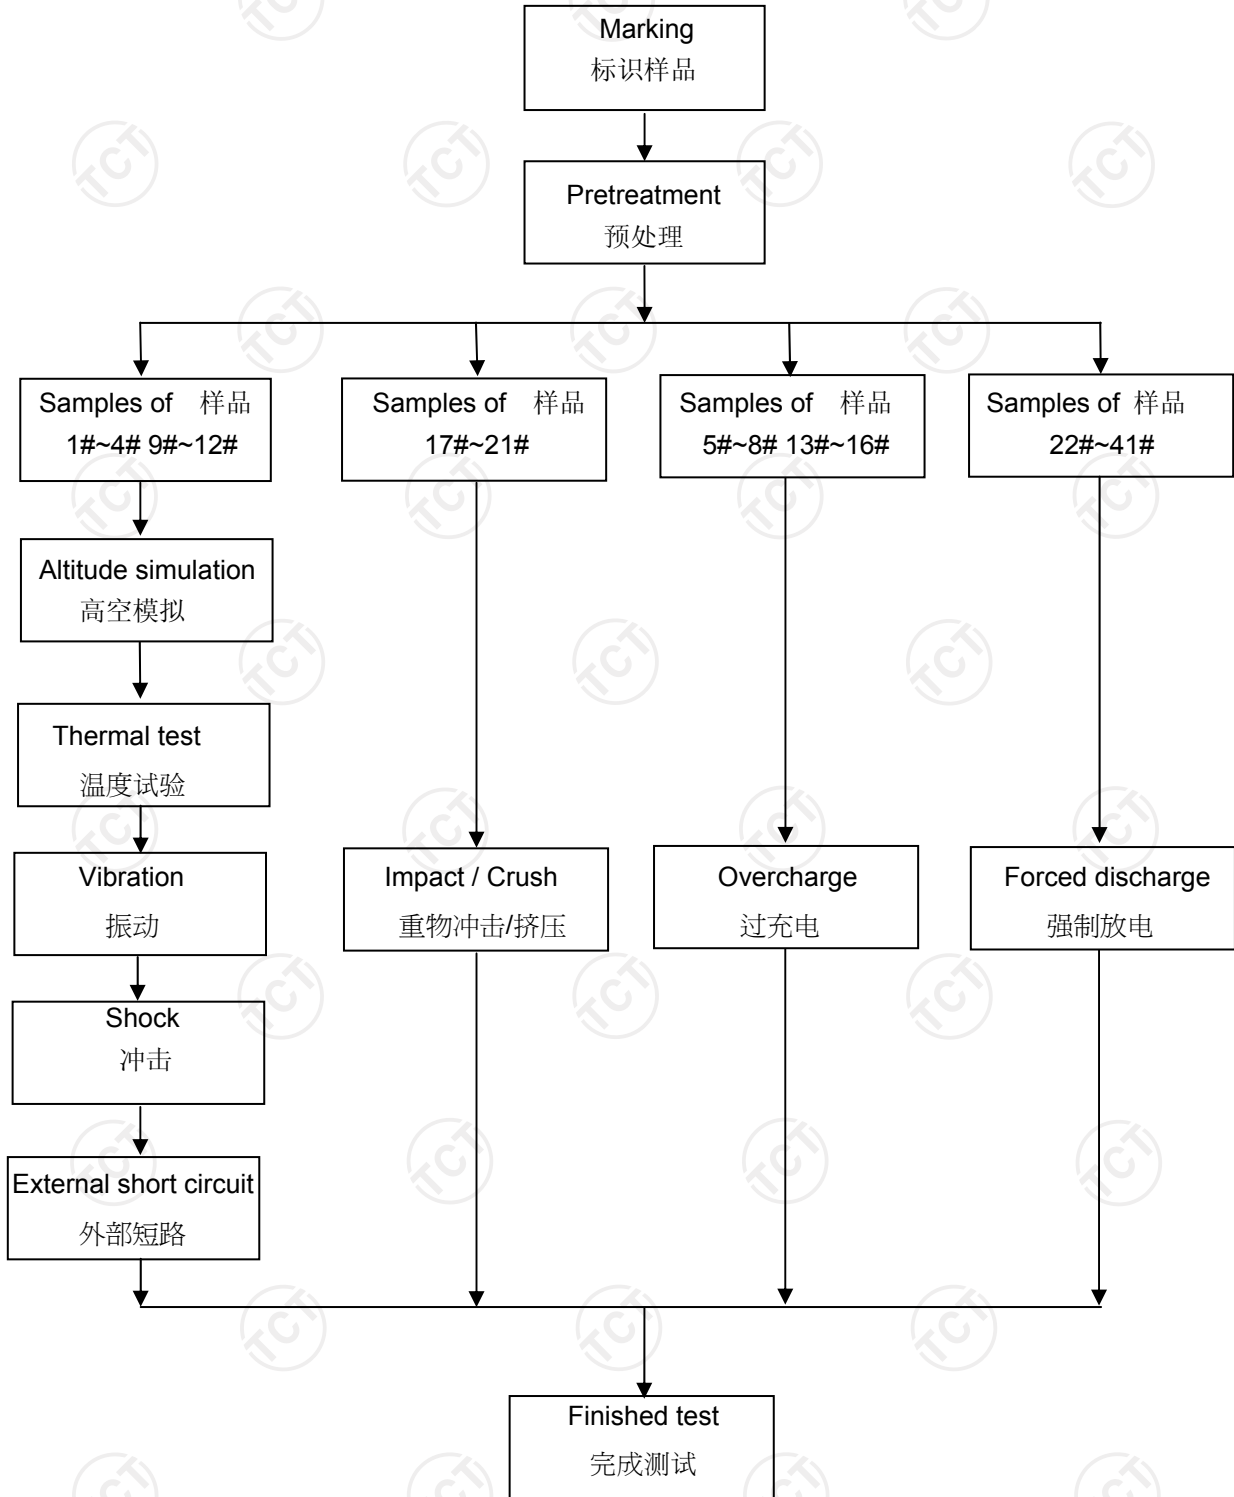 Marking
标识样品
Pretreatment
预处理
Samples of 样品
1#~4# 9#~12#
Samples of 样品
17#~21#
Samples of 样品
5#~8# 13#~16#
Samples of 样品
22#~41#
Altitude simulation
高空模拟
Thermal test
温度试验
Vibration
振动
Impact / Crush
重物冲击/挤压
Overcharge
过充电
Forced discharge
强制放电
Shock
冲击
External short circuit
外部短路
Finished test
完成测试
TCT